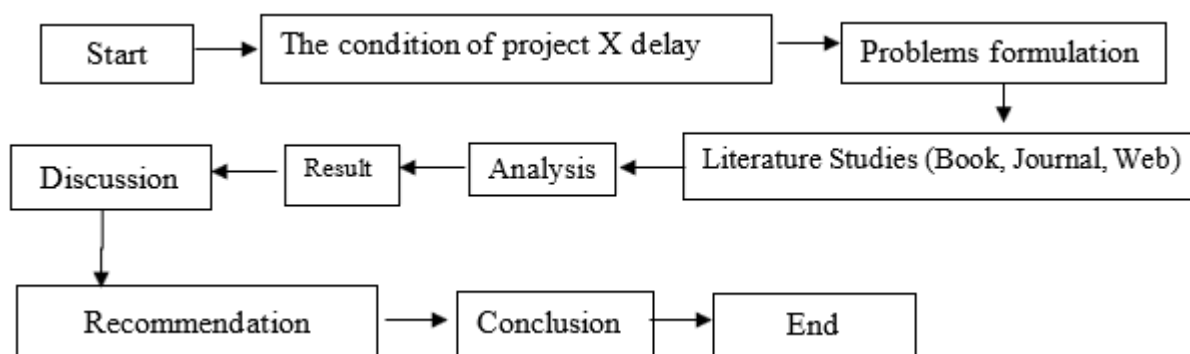 Start
The condition of project X delay
Problems formulation
Literature Studies (Book, Journal, Web)
Analysis
Result
Discussion
Recommendation
Conclusion
End